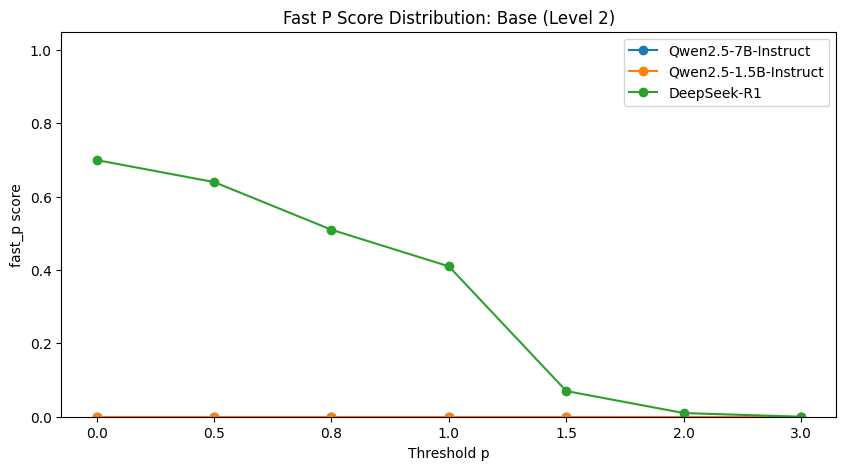 Fast P Score Distribution: Base (Level 2)
Qwen2.5-7B-Instruct
Qwen2.5-1.5B-Instruct
DeepSeek-R1
fast_p score
1.0
0.8
0.6
0.4
0.2
0.0
0.0 0.5 0.8 1.0 1.5 2.0 3.0
Threshold p